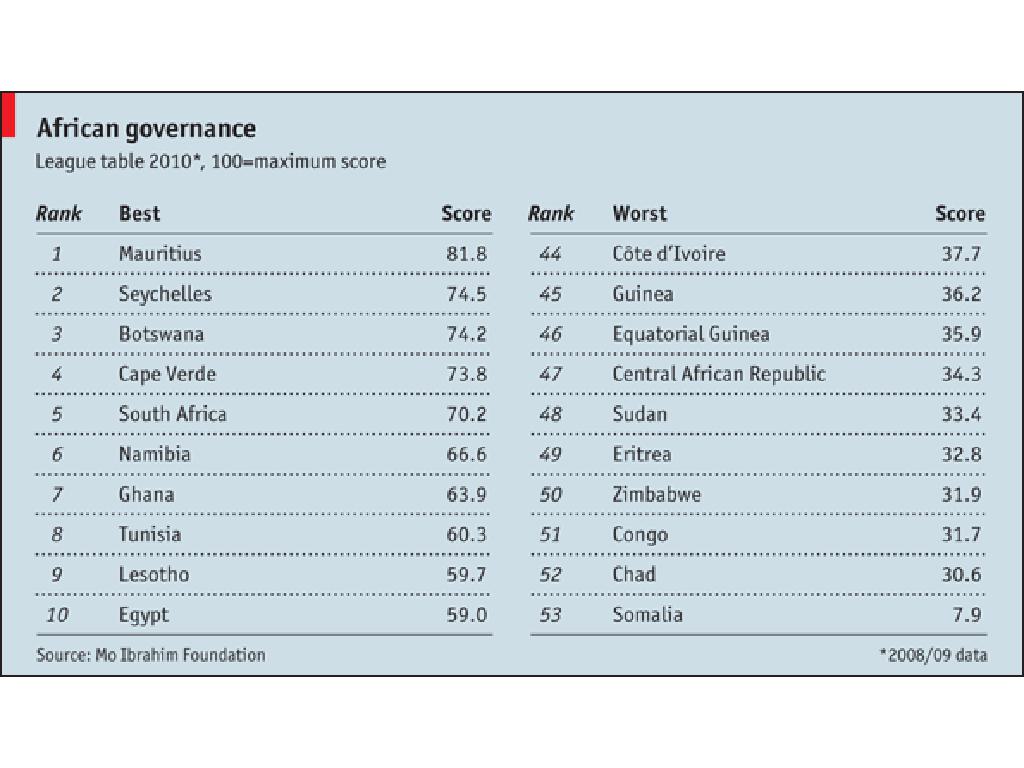 African governance
League table 2010*, 100=maximum score
Rank Best Score Rank Worst Score
1 Mauritius 81.8 44 Côte d'Ivoire 37.7
2 Seychelles 74.5 45 Guinea 36.2
3 Botswana 74.2 46 Equatorial Guinea 35.9
4 Cape Verde 73.8 47 Central African Republic 34.3
5 South Africa 70.2 48 Sudan 33.4
6 Namibia 66.6 49 Eritrea 32.8
7 Ghana 63.9 50 Zimbabwe 31.9
8 Tunisia 60.3 51 Congo 31.7
9 Lesotho 59.7 52 Chad 30.6
10 Egypt 59.0 53 Somalia 7.9
Source: Mo Ibrahim Foundation *2008/09 data